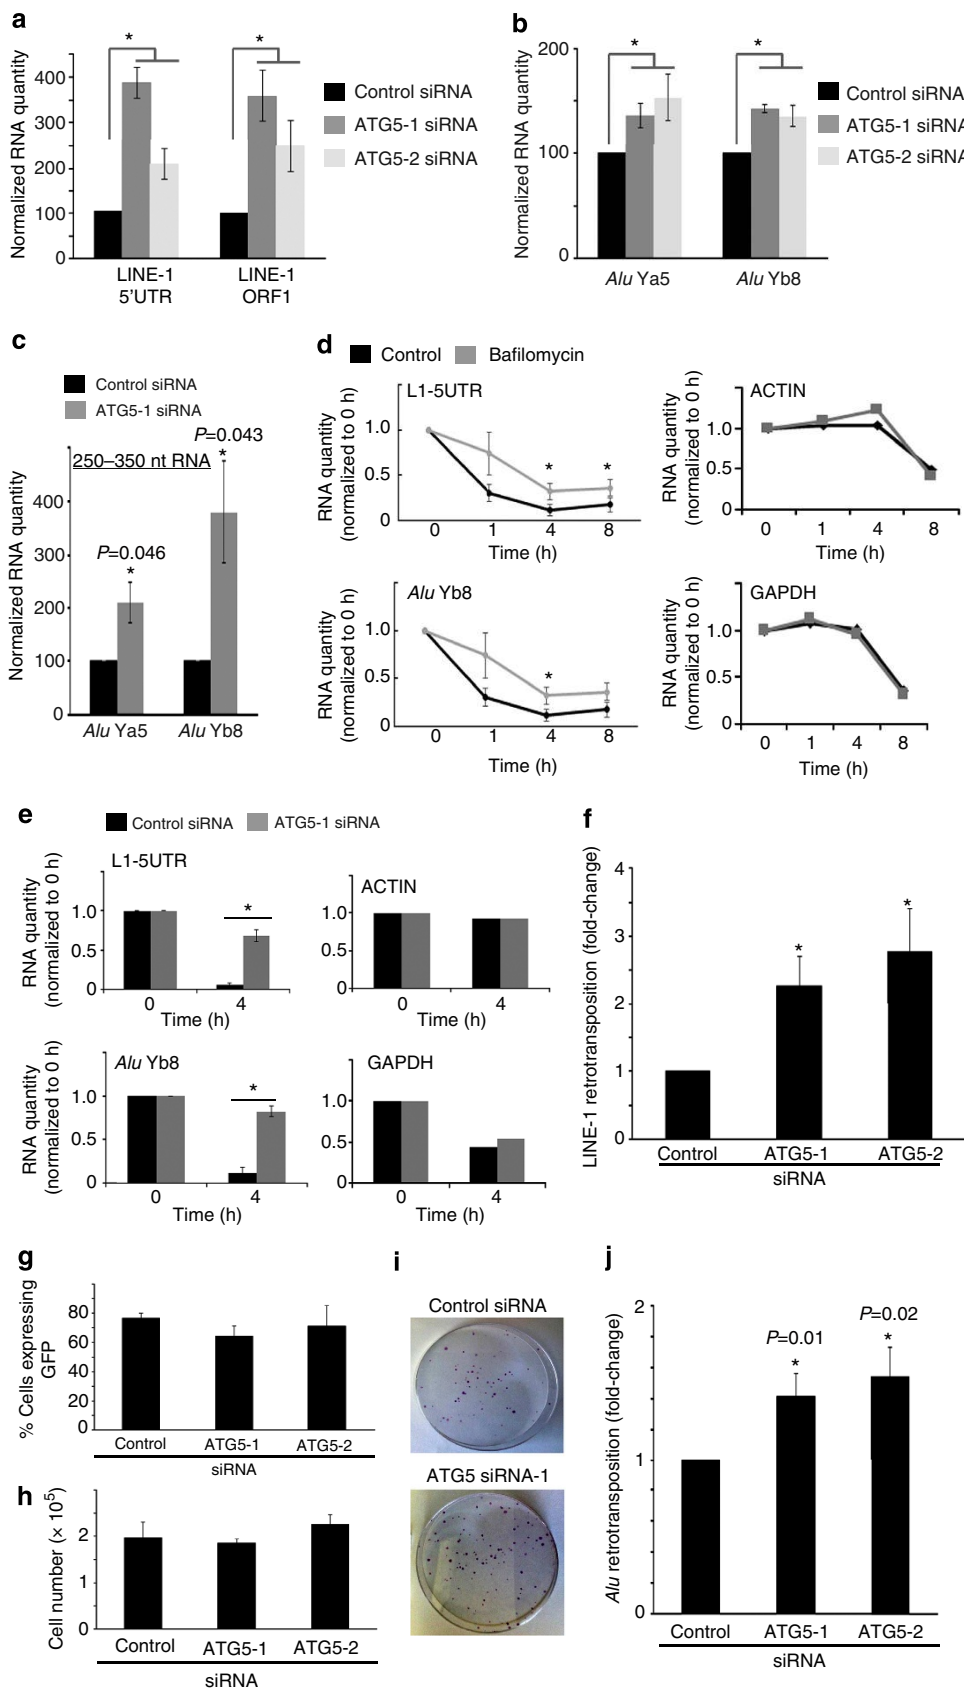 a
Normalized RNA quantity
400
300
200
100
0
*
*
LINE-1
5'UTR
LINE-1
ORF1
Control siRNA
ATG5-1 siRNA
ATG5-2 siRNA
b
Normalized RNA quantity
200
100
0
*
*
Alu Ya5
Alu Yb8
Control siRNA
ATG5-1 siRNA
ATG5-2 siRNA
c
Control siRNA
ATG5-1 siRNA
P=0.043
*
250–350 nt RNA
P=0.046
*
Normalized RNA quantity
400
300
200
100
0
Alu Ya5
Alu Yb8
d
Control
Bafilomycin
L1-5UTR
RNA quantity
(normalized to 0 h)
1.0
0.5
0
*
*
0 1 4 8
Time (h)
ACTIN
RNA quantity
(normalized to 0 h)
1.0
0.5
0
0 1 4 8
Time (h)
Alu Yb8
RNA quantity
(normalized to 0 h)
1.0
0.5
0
*
0 1 4 8
Time (h)
GAPDH
RNA quantity
(normalized to 0 h)
1.0
0.5
0
0 1 4 8
Time (h)
e
Control siRNA
ATG5-1 siRNA
L1-5UTR
RNA quantity
(normalized to 0 h)
1.0
0.5
0
*
0 4
Time (h)
ACTIN
1.0
0.5
0
0 4
Time (h)
Alu Yb8
RNA quantity
(normalized to 0 h)
1.0
0.5
0
*
0 4
Time (h)
GAPDH
1.0
0.5
0
0 4
Time (h)
f
LINE-1 retrotransposition (fold-change)
4
3
2
1
0
*
*
Control ATG5-1 ATG5-2
siRNA
g
% Cells expressing
GFP
80
60
40
20
0
Control ATG5-1 ATG5-2
siRNA
h
Cell number (× 10⁵)
2
1
0
Control ATG5-1 ATG5-2
siRNA
i
Control siRNA
ATG5 siRNA-1
j
Alu retrotransposition (fold-change)
2
1
0
P=0.01
*
P=0.02
*
Control ATG5-1 ATG5-2
siRNA